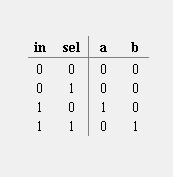 in sel a b
0 0 0 0
0 1 0 0
1 0 1 0
1 1 0 1